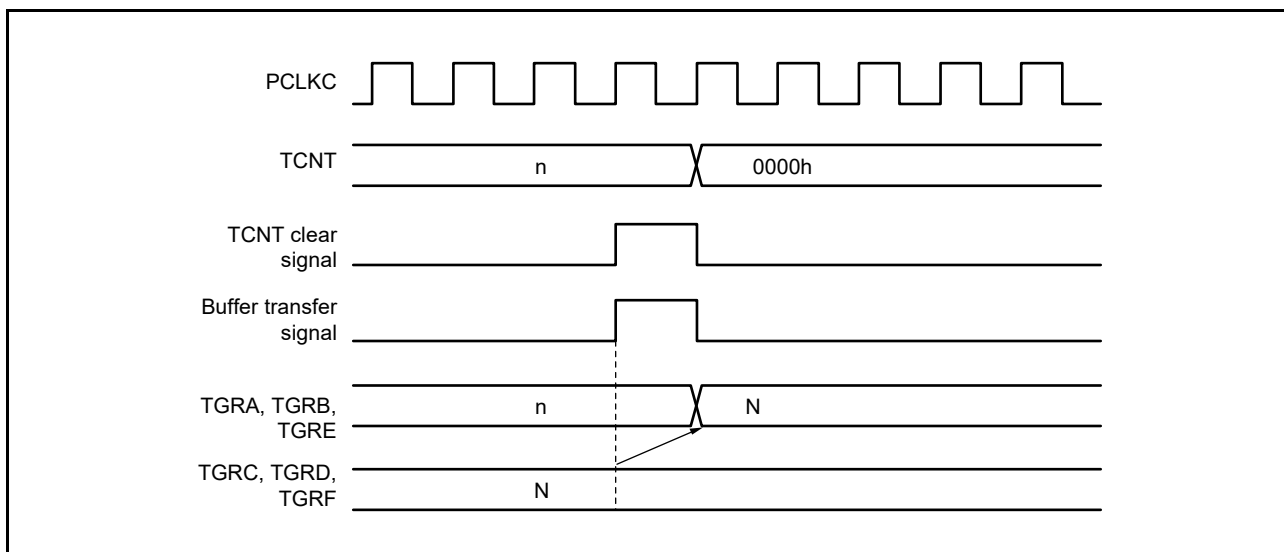 PCLKC
TCNT
n
0000h
TCNT clear
signal
Buffer transfer
signal
TGRA, TGRB,
TGRE
n
N
TGRC, TGRD,
TGRF
N